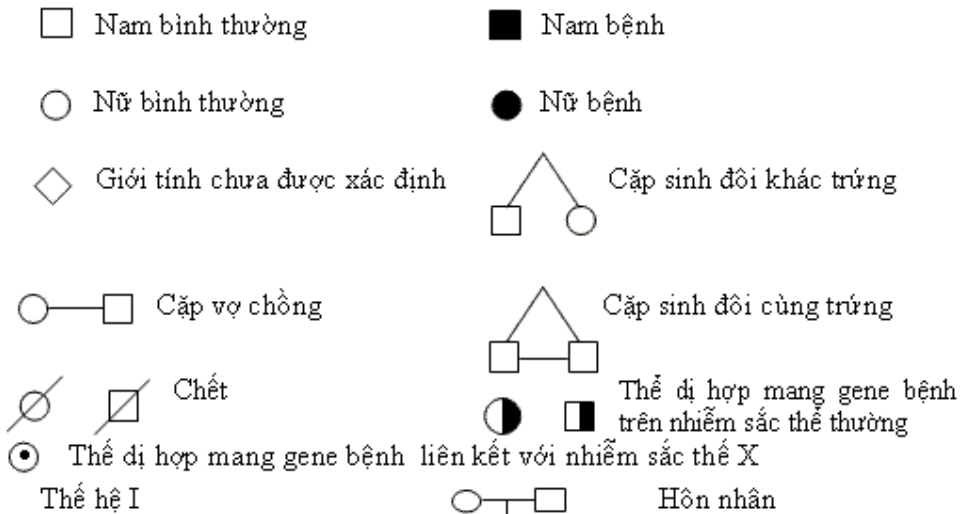 Nam bình thường Nam bệnh
Nữ bình thường Nữ bệnh
Giới tính chưa được xác định Cặp sinh đôi khác trứng
Cặp vợ chồng Cặp sinh đôi cùng trứng
Chết Thể dị hợp mang gene bệnh
trên nhiễm sắc thể thường
Thể dị hợp mang gene bệnh liên kết với nhiễm sắc thể X
Thế hệ I Hôn nhân